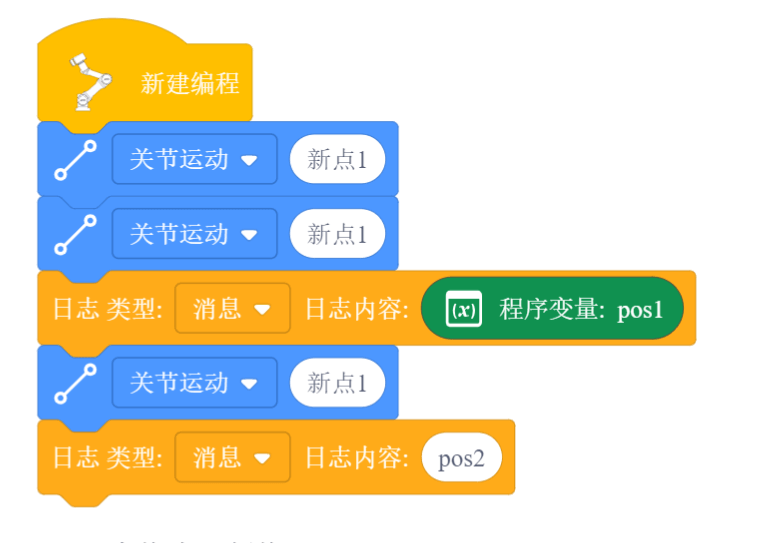 新建编程
关节运动 新点1
关节运动 新点1
日志 类型: 消息 日志内容: (x) 程序变量: pos1
关节运动 新点1
日志 类型: 消息 日志内容: pos2